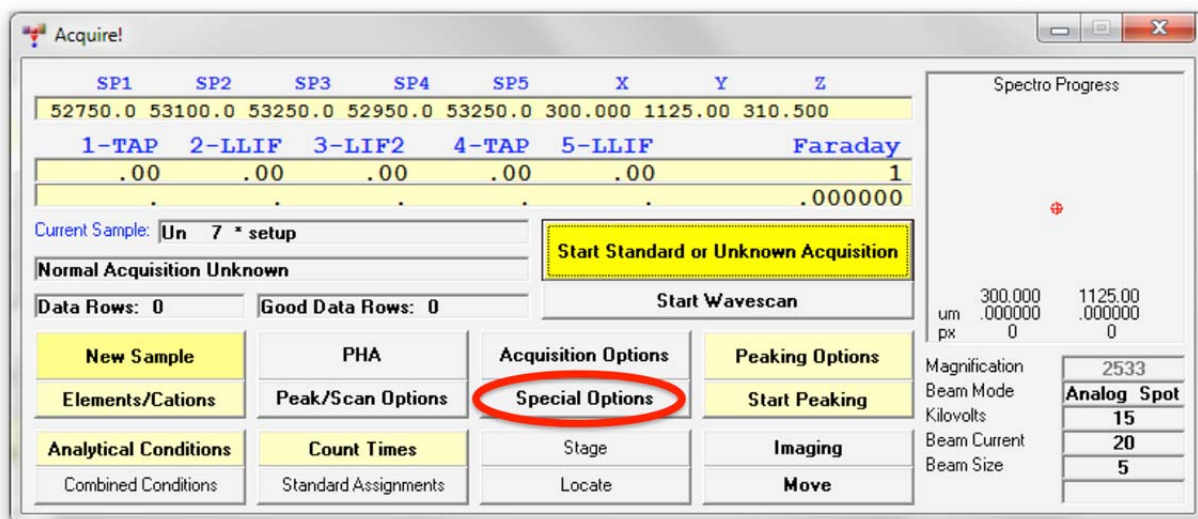 Acquire!
SP1 SP2 SP3 SP4 SP5 X Y Z
52750.0 53100.0 53250.0 52950.0 53250.0 300.000 1125.00 310.500
1-TAP 2-LLIF 3-LIF2 4-TAP 5-LLIF Faraday
.00 .00 .00 .00 .00 1
. . . . . .000000
Current Sample: Un 7 * setup
Normal Acquisition Unknown
Data Rows: 0 Good Data Rows: 0
Start Standard or Unknown Acquisition
Start Wavescan
New Sample PHA Acquisition Options Peaking Options
Elements/Cations Peak/Scan Options Special Options Start Peaking
Analytical Conditions Count Times Stage Imaging
Combined Conditions Standard Assignments Locate Move
Spectro Progress
300.000 1125.00
um .000000 .000000
px 0 0
Magnification 2533
Beam Mode Analog Spot
Kilovolts 15
Beam Current 20
Beam Size 5